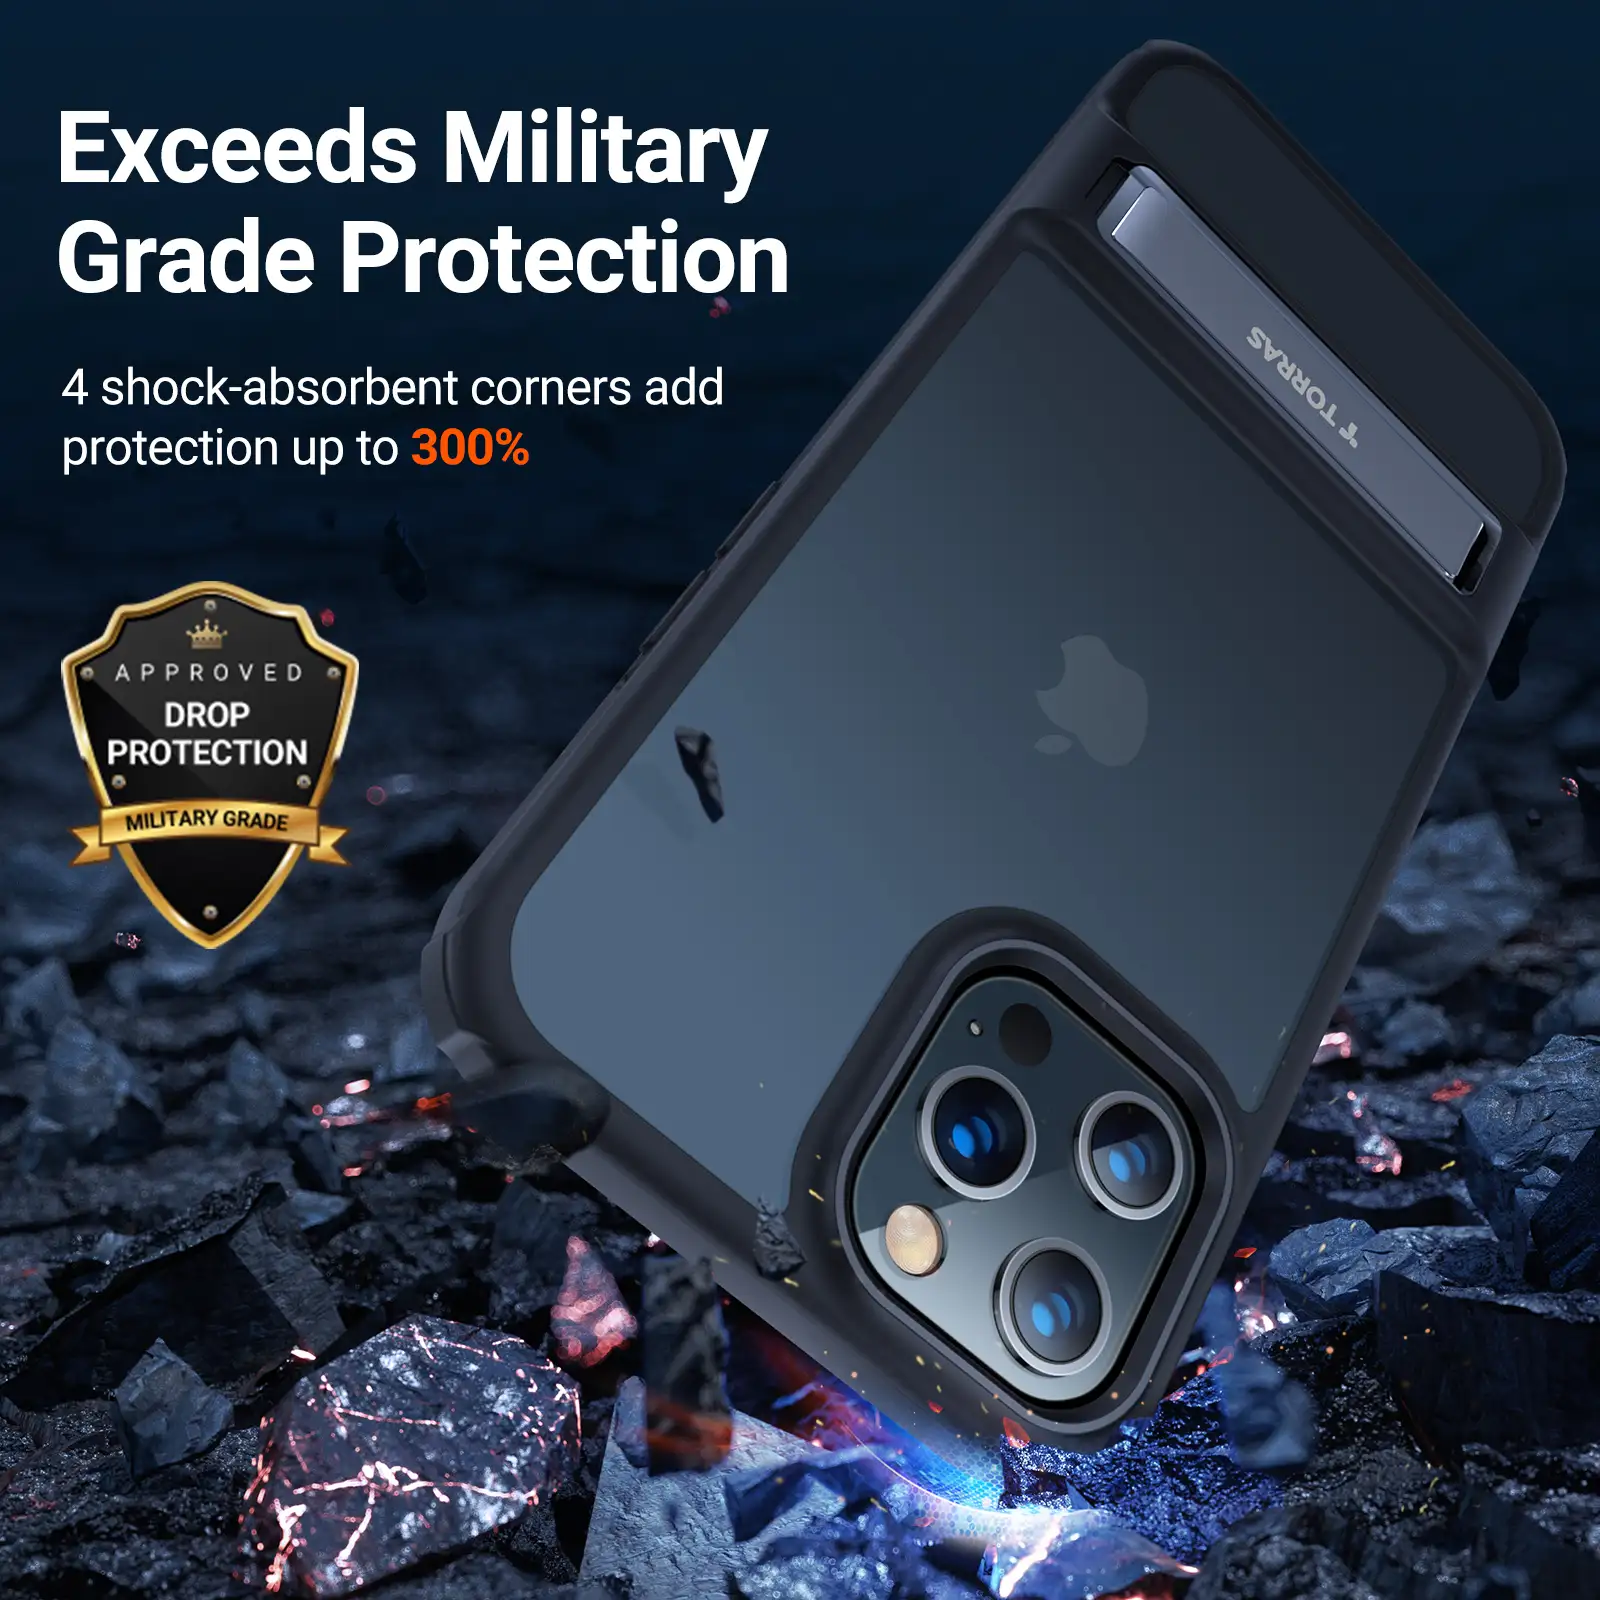 Exceeds Military
Grade Protection
4 shock-absorbent corners add
protection up to 300%
APPROVED
DROP
PROTECTION
MILITARY GRADE
TORRAS